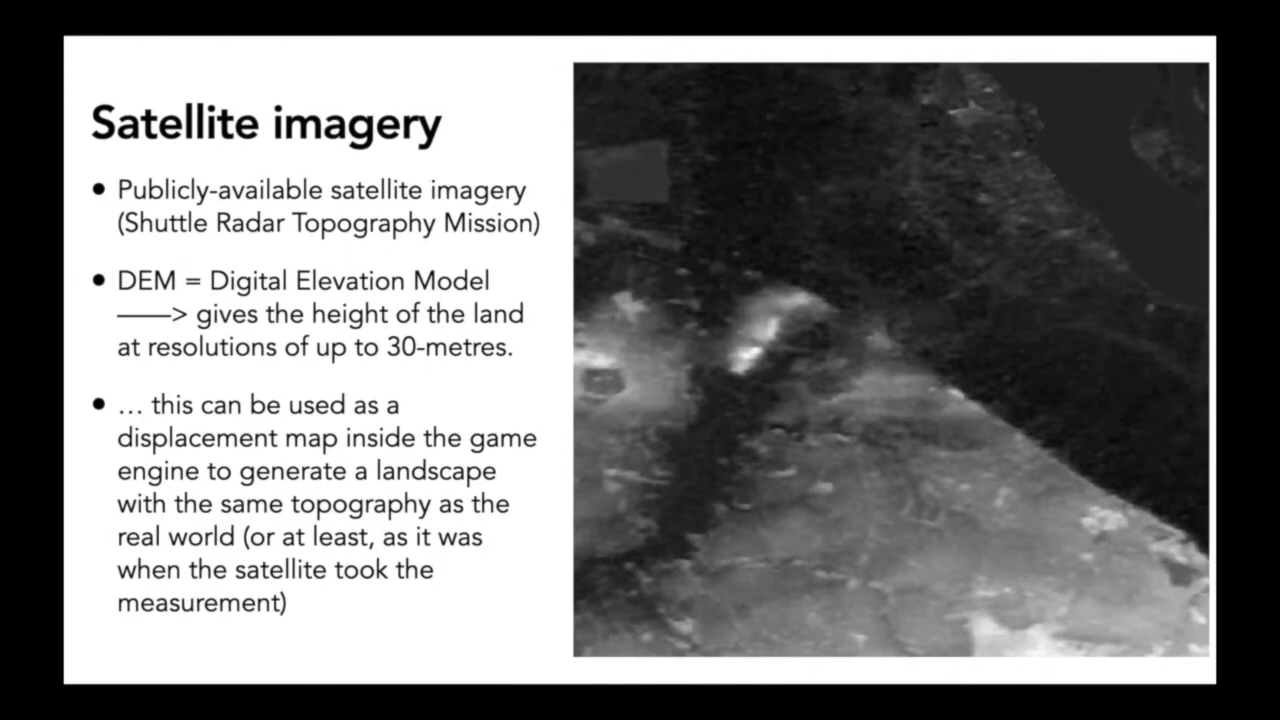 Satellite imagery
• Publicly-available satellite imagery
(Shuttle Radar Topography Mission)
• DEM = Digital Elevation Model
——> gives the height of the land
at resolutions of up to 30-metres.
• … this can be used as a
displacement map inside the game
engine to generate a landscape
with the same topography as the
real world (or at least, as it was
when the satellite took the
measurement)